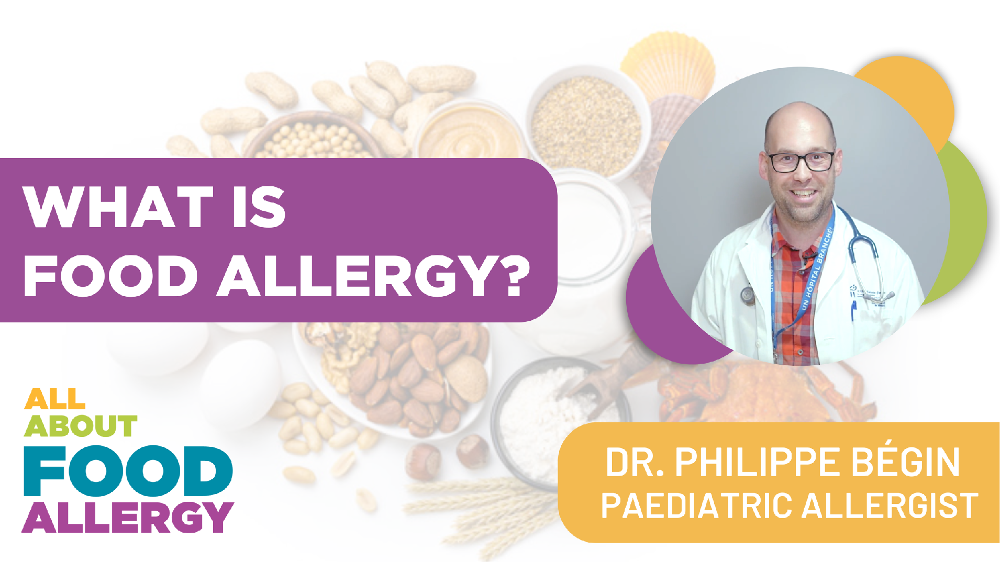 WHAT IS
FOOD ALLERGY?
ALL
ABOUT
FOOD
ALLERGY
UN HÔPITAL BRANCHÉ!
DR. PHILIPPE BÉGIN
PAEDIATRIC ALLERGIST